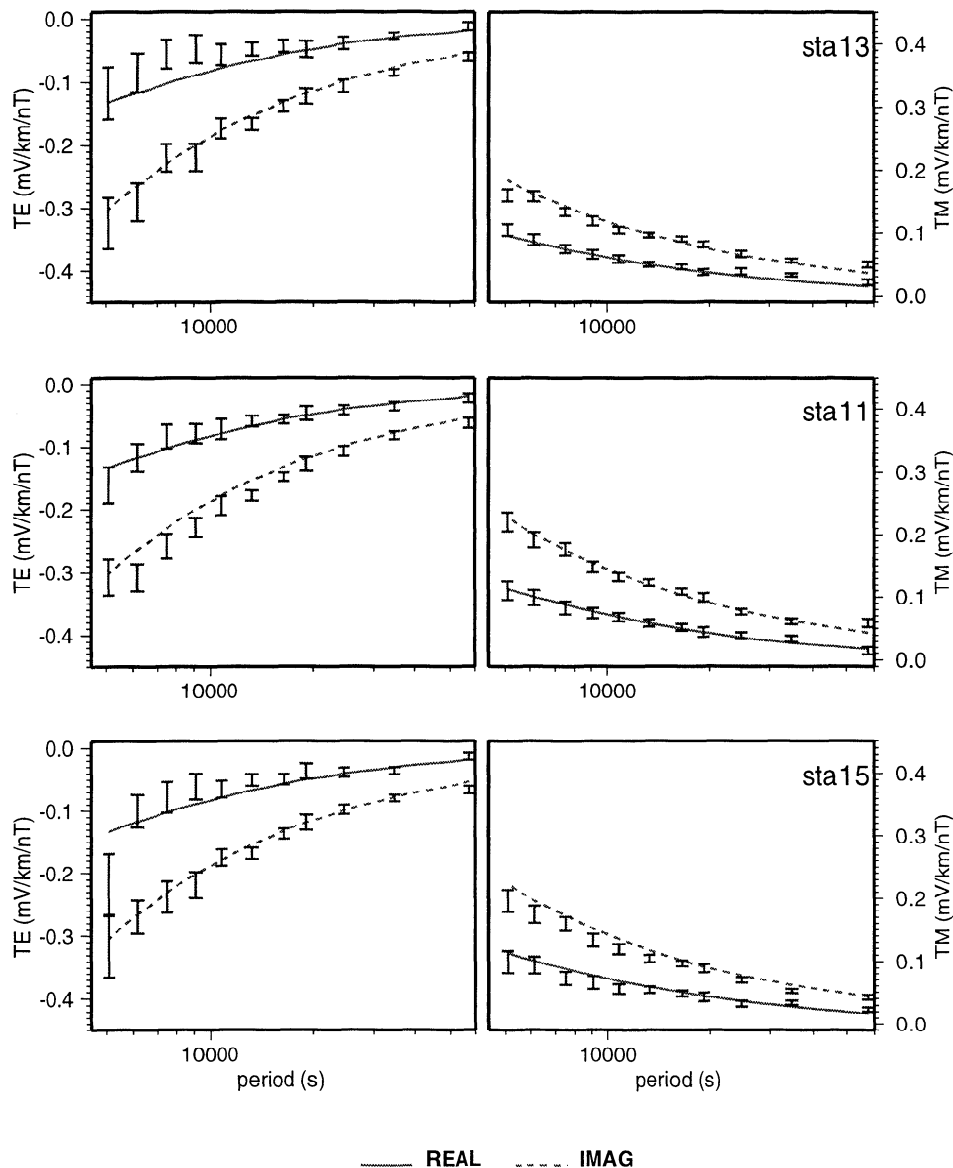 0.0
-0.1
-0.2
-0.3
-0.4
TE (mV/km/nT)
10000
sta13
0.4
0.3
0.2
0.1
0.0
TM (mV/km/nT)
10000
0.0
-0.1
-0.2
-0.3
-0.4
TE (mV/km/nT)
10000
sta11
0.4
0.3
0.2
0.1
0.0
TM (mV/km/nT)
10000
0.0
-0.1
-0.2
-0.3
-0.4
TE (mV/km/nT)
10000
period (s)
sta15
0.4
0.3
0.2
0.1
0.0
TM (mV/km/nT)
10000
period (s)
REAL
IMAG